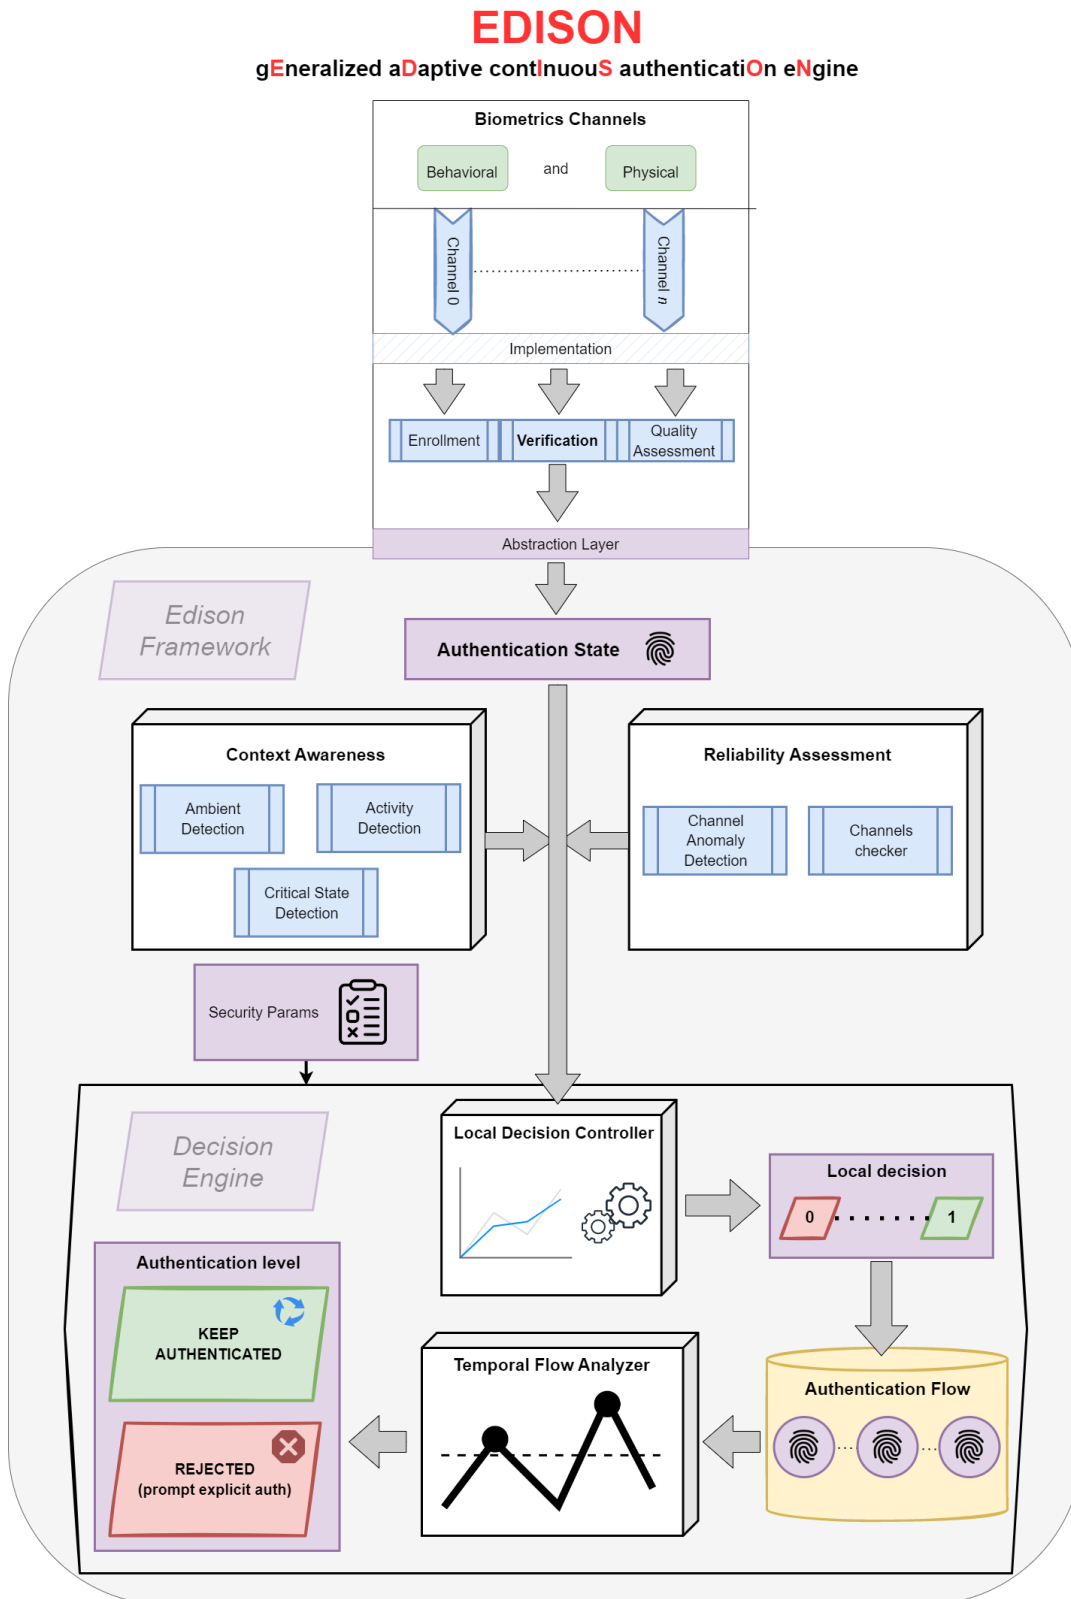 EDISON
gEneralized aDaptive contInuouS authenticatiOn eNgine
Biometrics Channels
Behavioral
and
Physical
Channel 0
Channel n
Implementation
Enrollment
Verification
Quality
Assessment
Abstraction Layer
Edison
Framework
Authentication State
Context Awareness
Ambient
Detection
Activity
Detection
Critical State
Detection
Reliability Assessment
Channel
Anomaly
Detection
Channels
checker
Security Params
Decision
Engine
Local Decision Controller
Local decision
0
1
Authentication level
KEEP
AUTHENTICATED
REJECTED
(prompt explicit auth)
Temporal Flow Analyzer
Authentication Flow